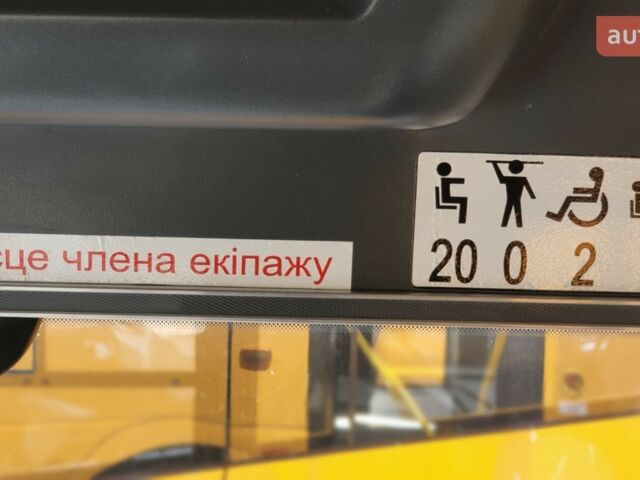 aut
сце члена екіпажу
20 0 2